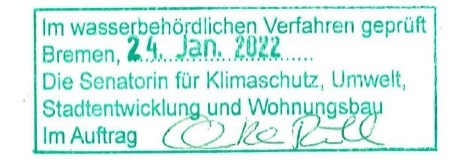 Im wasserbehördlichen Verfahren geprüft
Bremen, 24. Jan. 2022
Die Senatorin für Klimaschutz, Umwelt,
Stadtentwicklung und Wohnungsbau
Im Auftrag